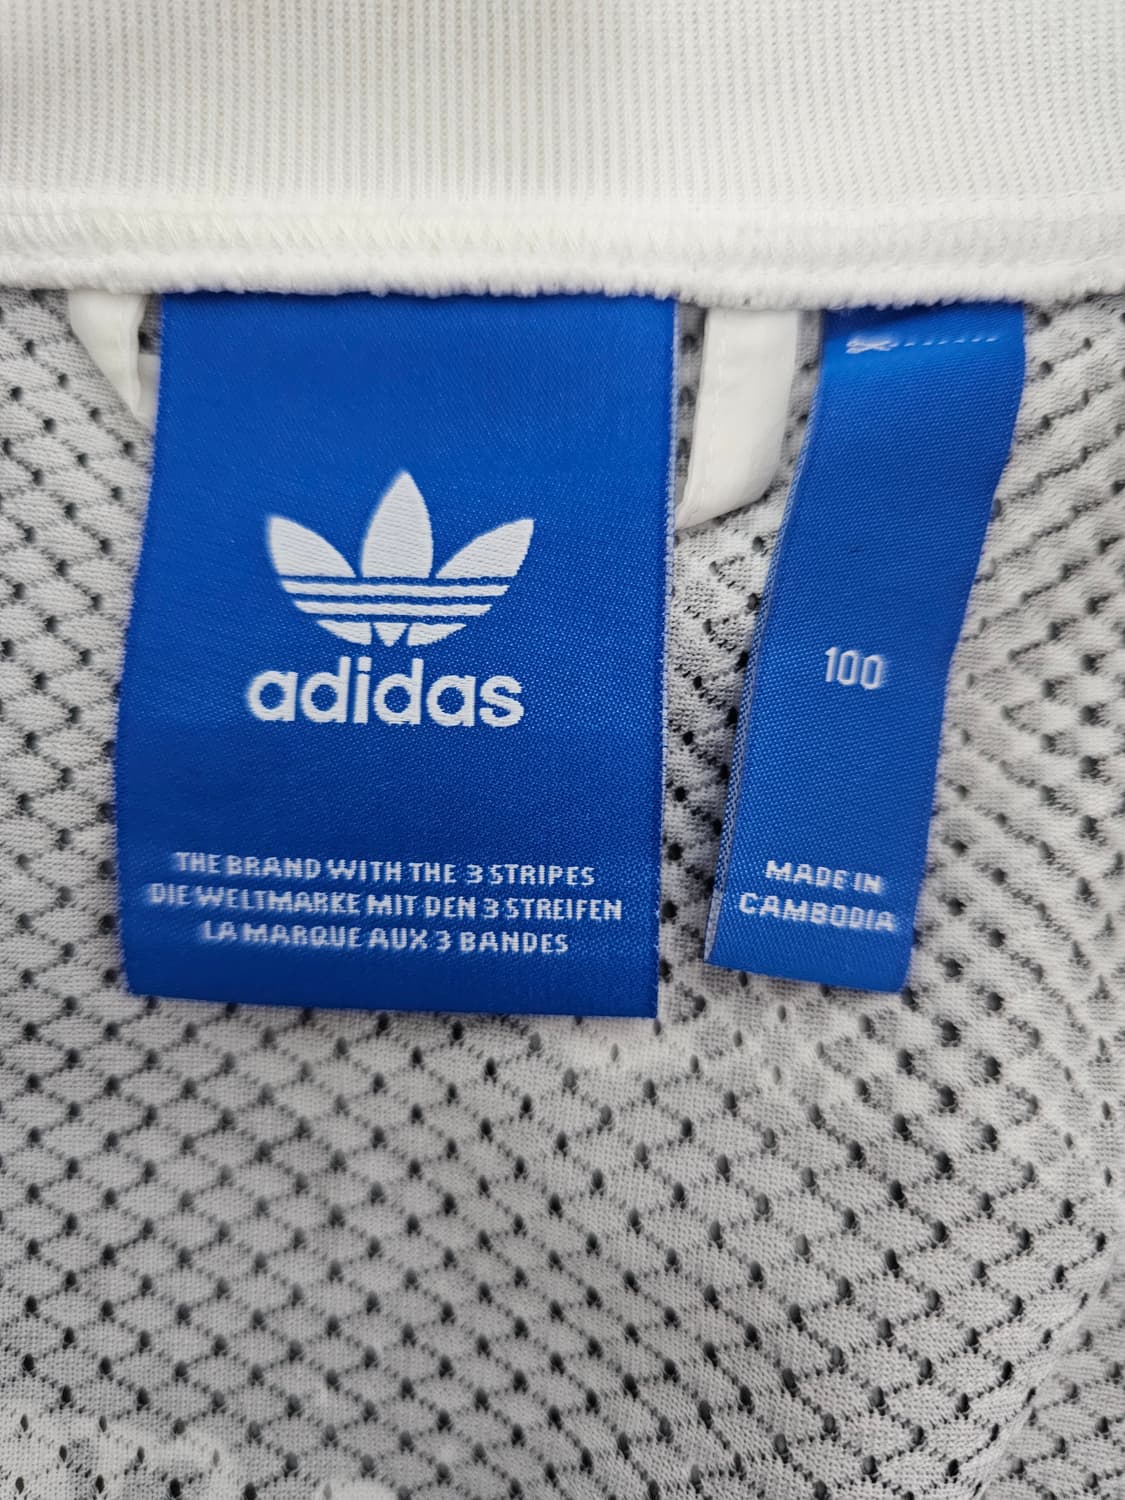 adidas
THE BRAND WITH THE 3 STRIPES
DIE WELTMARKE MIT DEN 3 STREIFEN
LA MARQUE AUX 3 BANDES
100
MADE IN
CAMBODIA